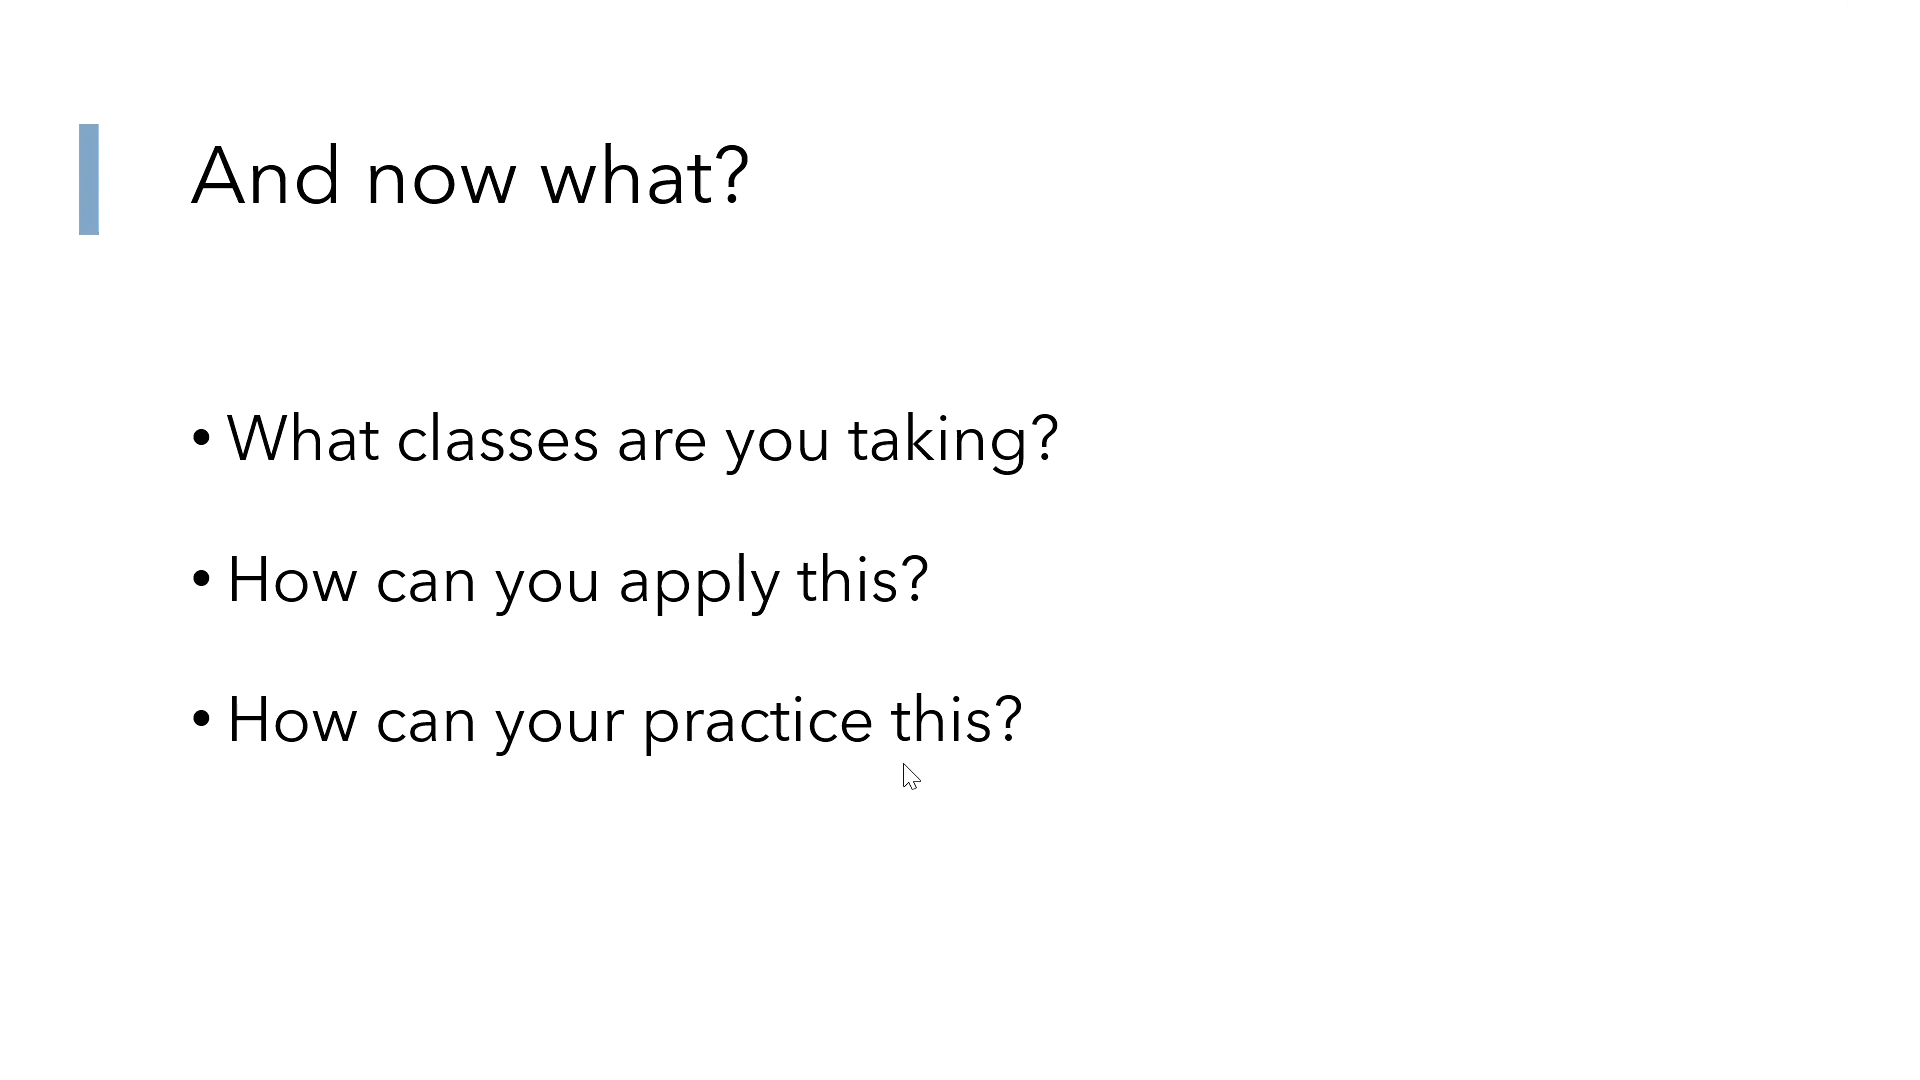 And now what?
• What classes are you taking?
• How can you apply this?
• How can your practice this?